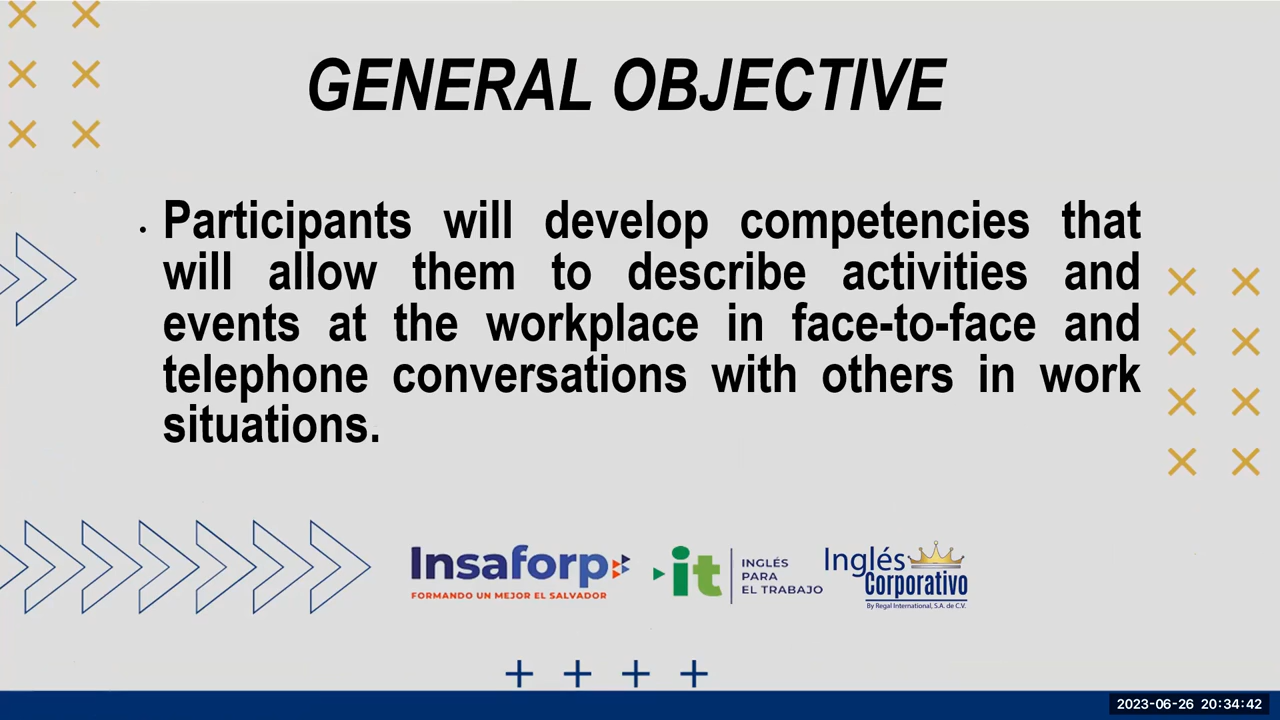 GENERAL OBJECTIVE
• Participants will develop competencies that
will allow them to describe activities and
events at the workplace in face-to-face and
telephone conversations with others in work
situations.
Insaforp
FORMANDO UN MEJOR EL SALVADOR
it
INGLÉS
PARA
EL TRABAJO
Inglés
Corporativo
By Regal International, S.A. de C.V.
2023-06-26 20:34:42